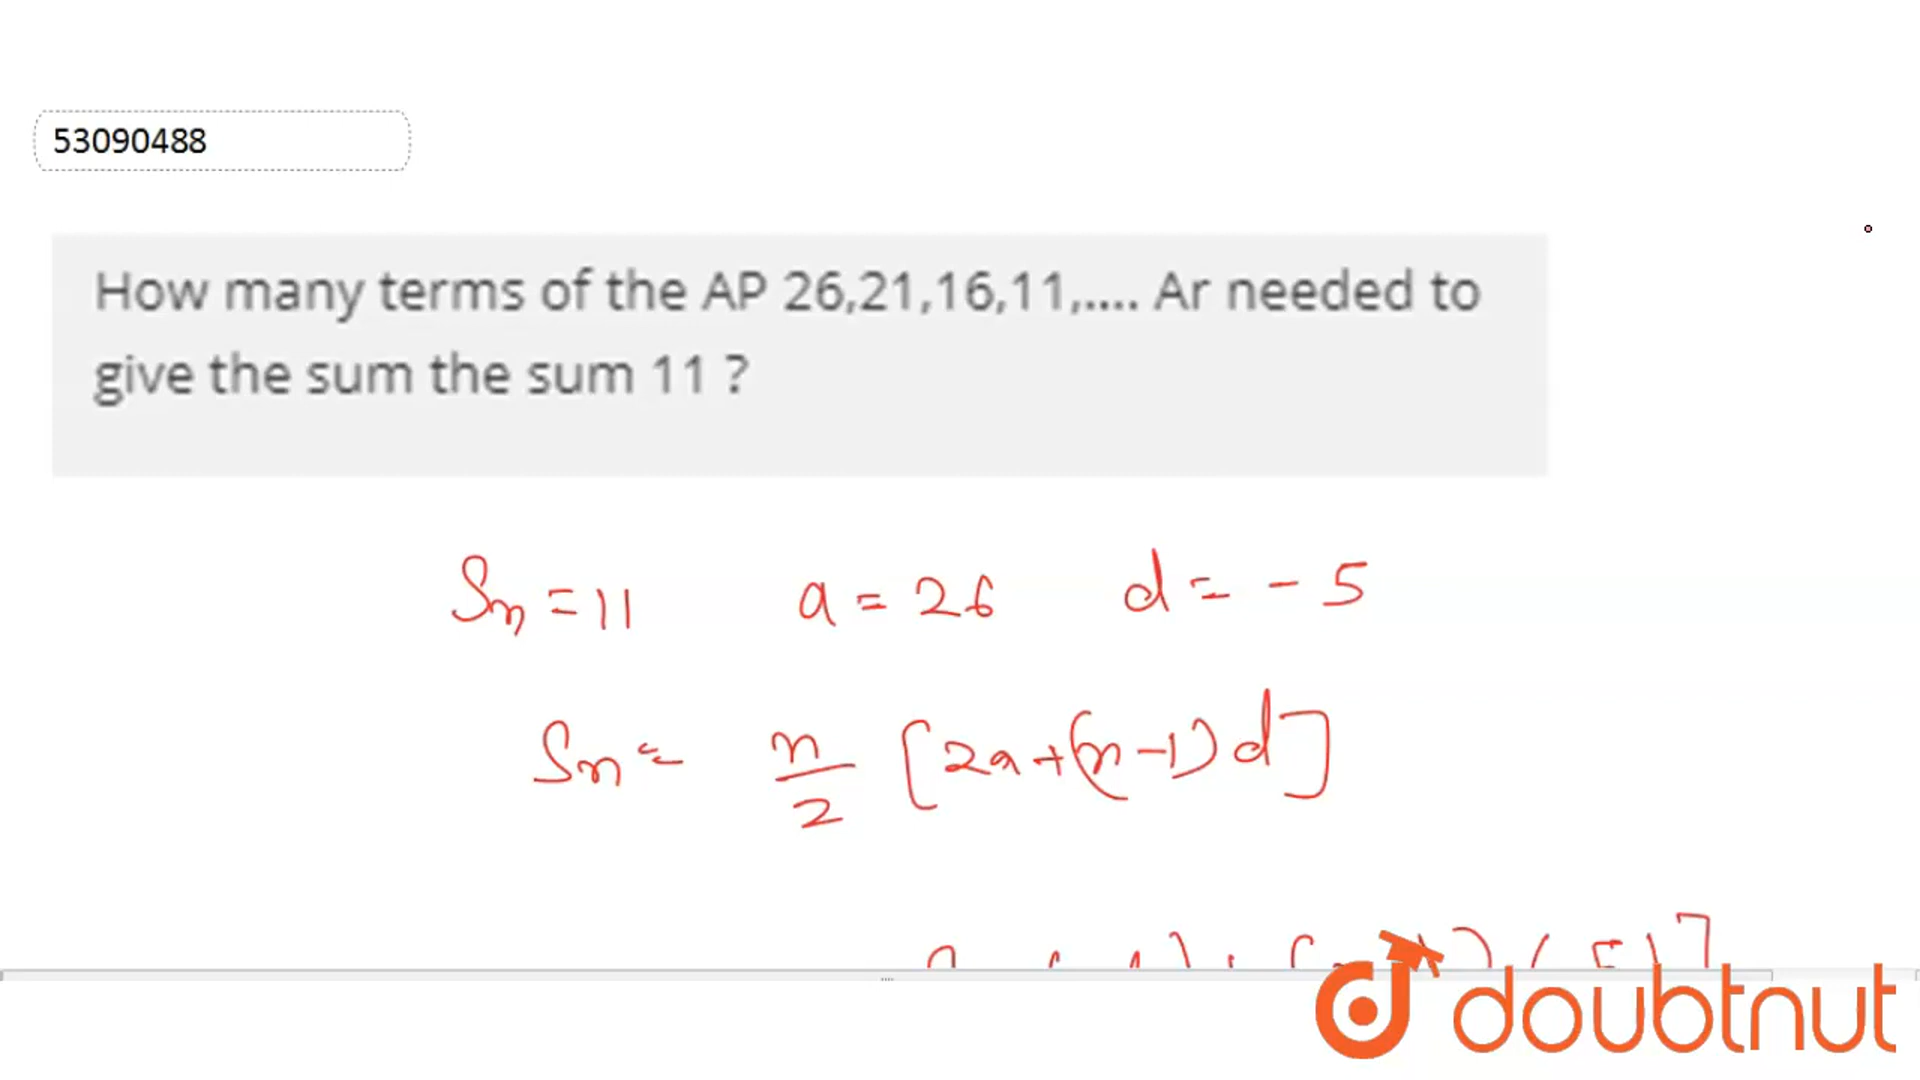 53090488
How many terms of the AP 26,21,16,11,.... Ar needed to
give the sum the sum 11 ?
Sn = 11 a = 26 d = - 5
Sn = n/2 [2a+(n-1)d]
doubtnut